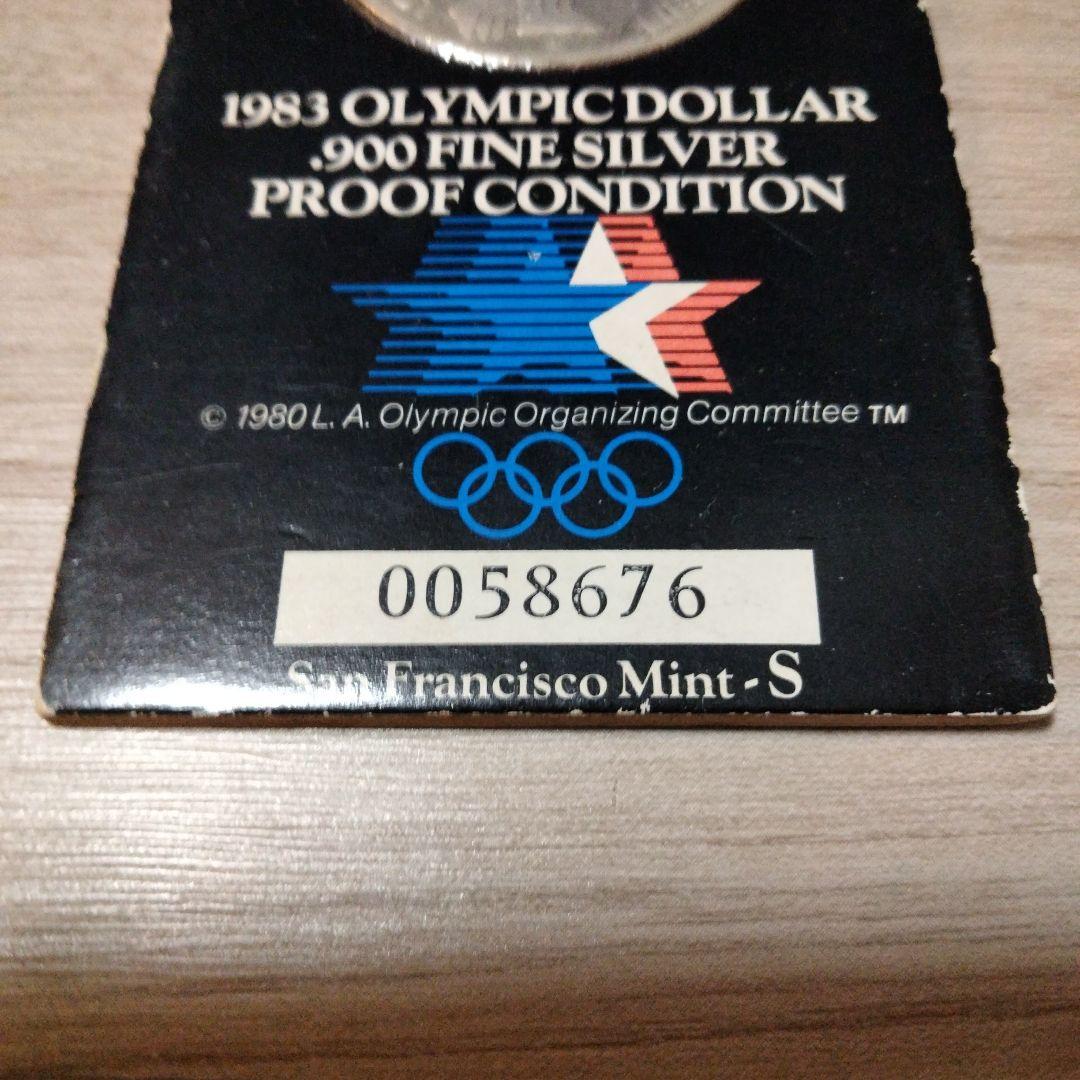 1983 OLYMPIC DOLLAR
.900 FINE SILVER
PROOF CONDITION
© 1980 L. A. Olympic Organizing Committee TM
0058676
San Francisco Mint - S